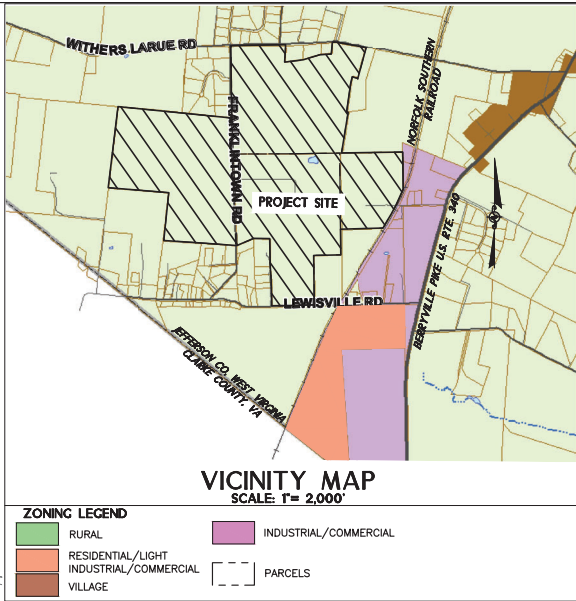 WITHERS LARUE RD
FRANKLINTOWN RD
NORFOLK SOUTHERN
RAILROAD
PROJECT SITE
BERRYVILLE PIKE U.S. RTE. 340
LEWISVILLE RD
JEFFERSON CO. WEST VIRGINIA
CLARKE COUNTY, VA
VICINITY MAP
SCALE: 1"= 2,000'
ZONING LEGEND
RURAL
RESIDENTIAL/LIGHT
INDUSTRIAL/COMMERCIAL
VILLAGE
INDUSTRIAL/COMMERCIAL
PARCELS